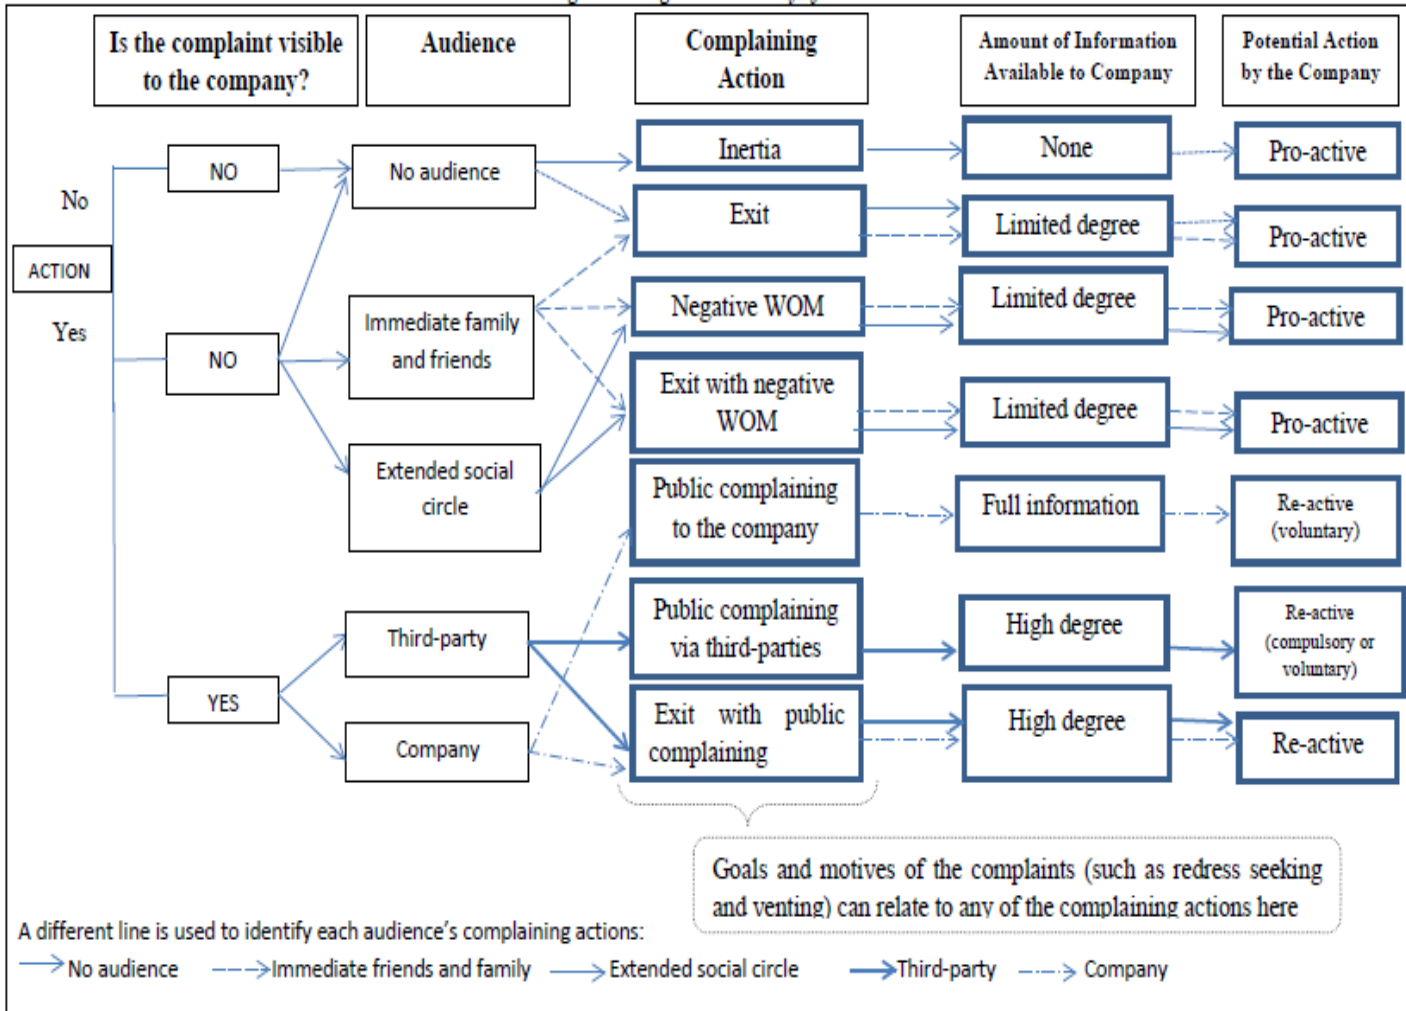 Is the complaint visible
to the company?
Audience
Complaining
Action
Amount of Information
Available to Company
Potential Action
by the Company
No
ACTION
Yes
NO
NO
YES
No audience
Immediate family
and friends
Extended social
circle
Third-party
Company
Inertia
Exit
Negative WOM
Exit with negative
WOM
Public complaining
to the company
Public complaining
via third-parties
Exit with public
complaining
None
Limited degree
Limited degree
Limited degree
Full information
High degree
High degree
Pro-active
Pro-active
Pro-active
Pro-active
Re-active
(voluntary)
Re-active
(compulsory or
voluntary)
Re-active
Goals and motives of the complaints (such as redress seeking
and venting) can relate to any of the complaining actions here
A different line is used to identify each audience's complaining actions:
No audience
Immediate friends and family
Extended social circle
Third-party
Company